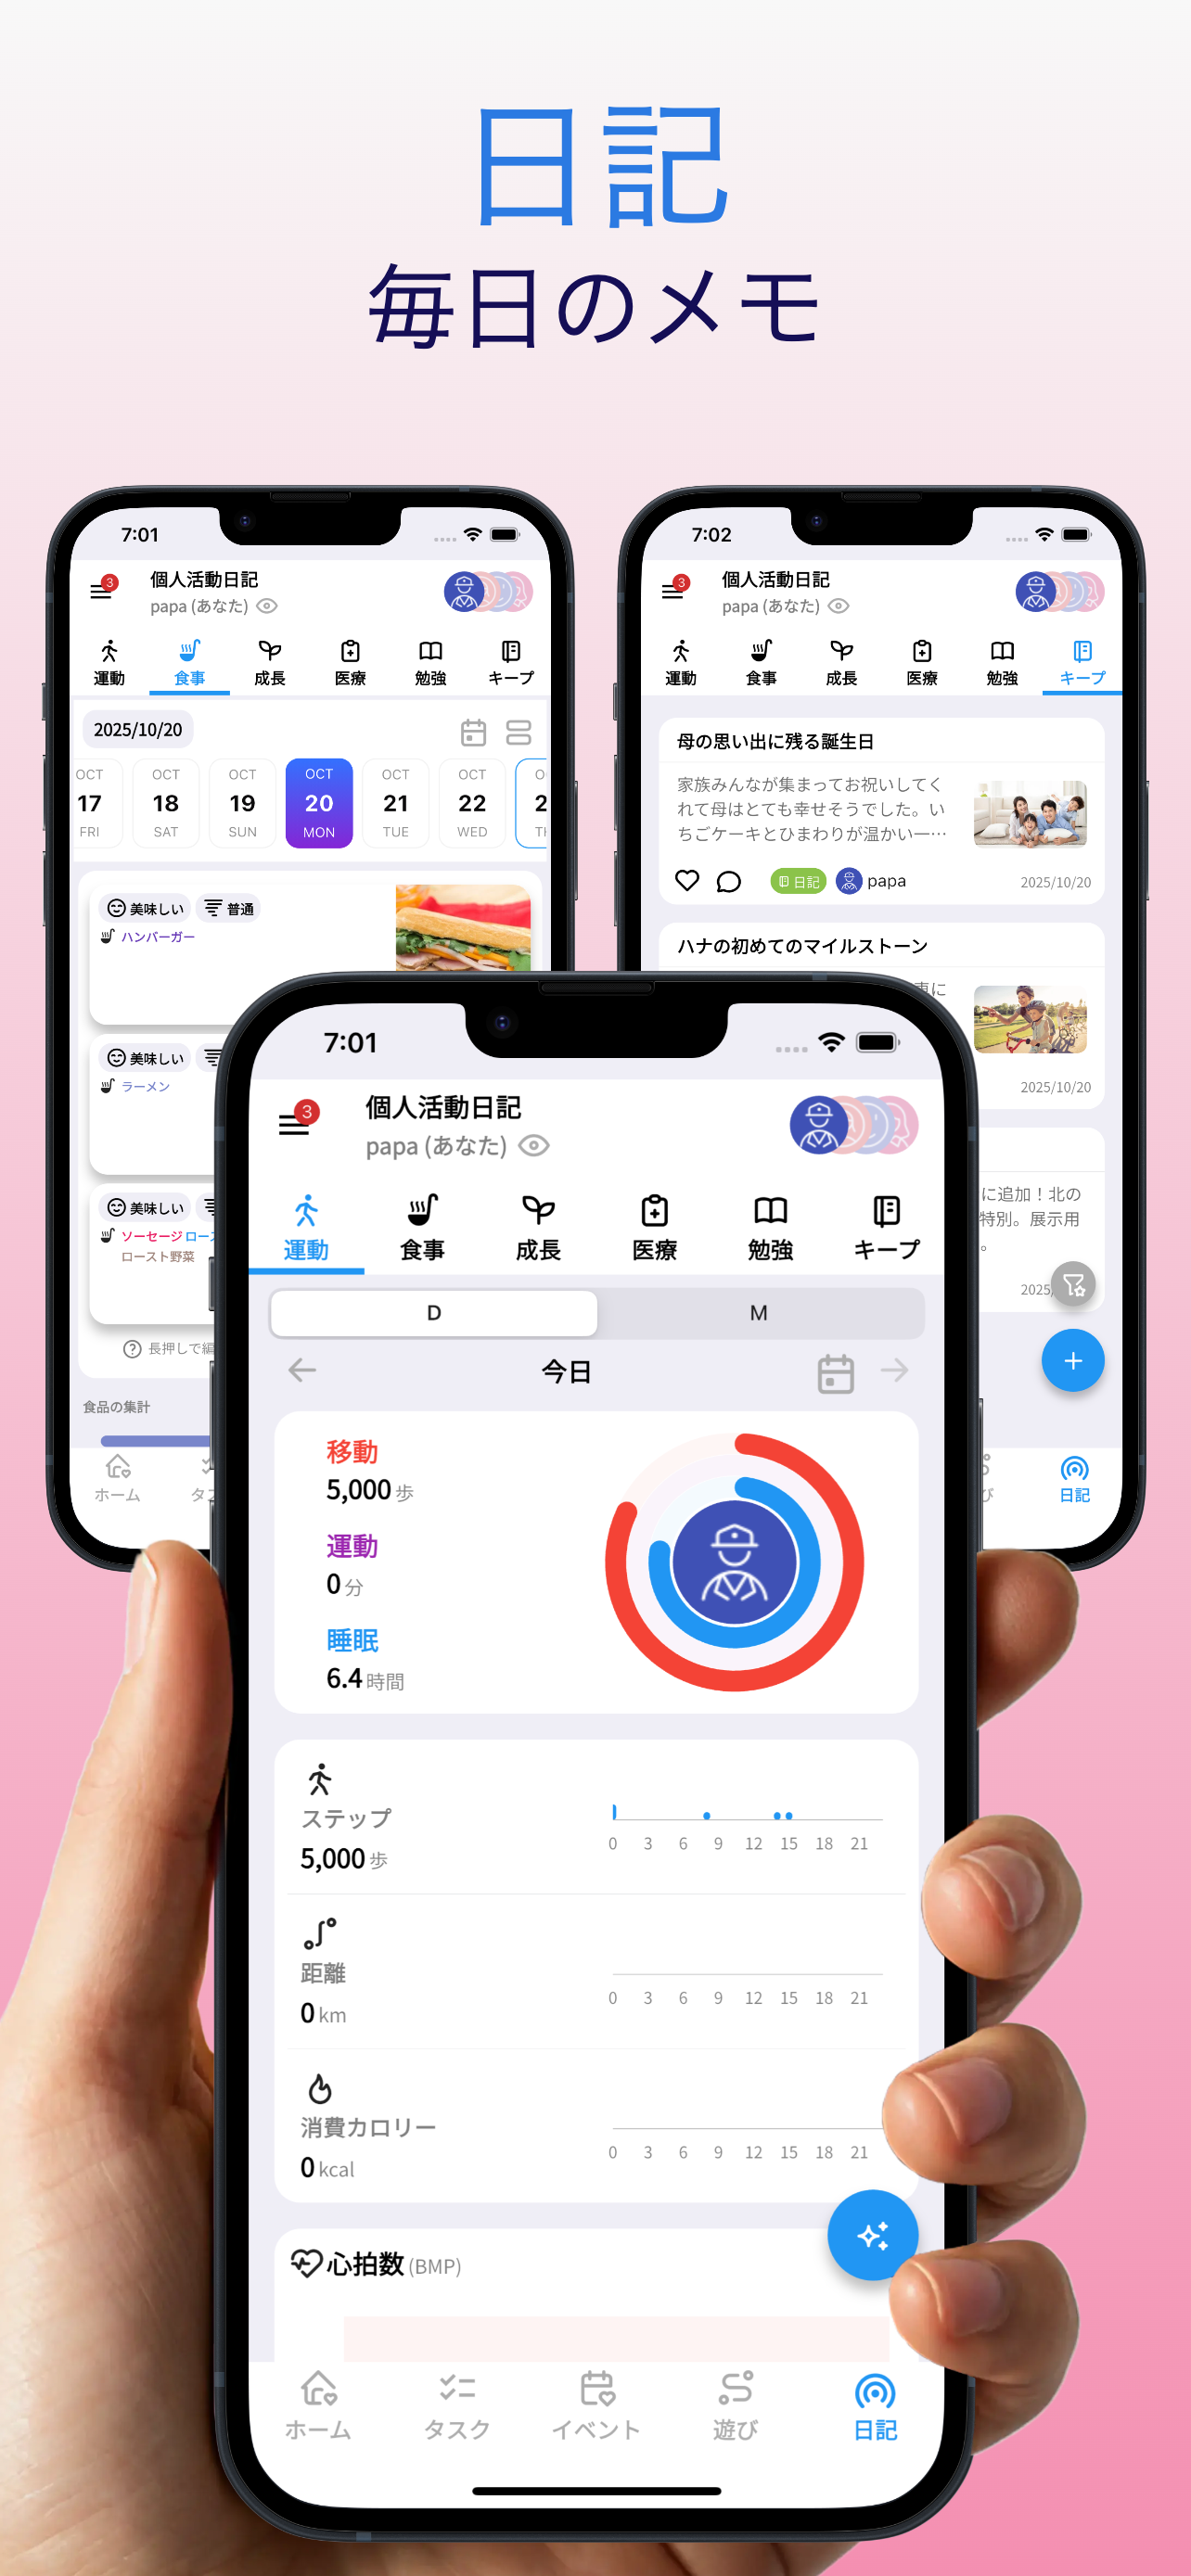 日記
毎日のメモ
7:01
3
個人活動日記
papa (あなた)
運動 食事 成長 医療 勉強 キープ
2025/10/20
OCT OCT OCT OCT OCT OCT
17 18 19 20 21 22
FRI SAT SUN MON TUE WED
美味しい 普通
ハンバーガー
美味しい
ラーメン
美味しい
ソーセージ
ロースト野菜
長押しで編
食品の集計
ホーム
7:02
3
個人活動日記
papa (あなた)
運動 食事 成長 医療 勉強 キープ
母の思い出に残る誕生日
家族みんなが集まってお祝いしてく
れて母はとても幸せそうでした。い
ちごケーキとひまわりが温かい一…
日記 papa 2025/10/20
ハナの初めてのマイルストーン
に
2025/10/20
に追加！北の
特別。展示用
。
2025/
+
び 日記
7:01
3
個人活動日記
papa (あなた)
運動 食事 成長 医療 勉強 キープ
D M
今日
移動
5,000 歩
運動
0 分
睡眠
6.4 時間
ステップ
5,000 歩
0 3 6 9 12 15 18 21
距離
0 km
0 3 6 9 12 15 18 21
消費カロリー
0 kcal
0 3 6 9 12 15 18 21
心拍数 (BMP)
ホーム タスク イベント 遊び 日記